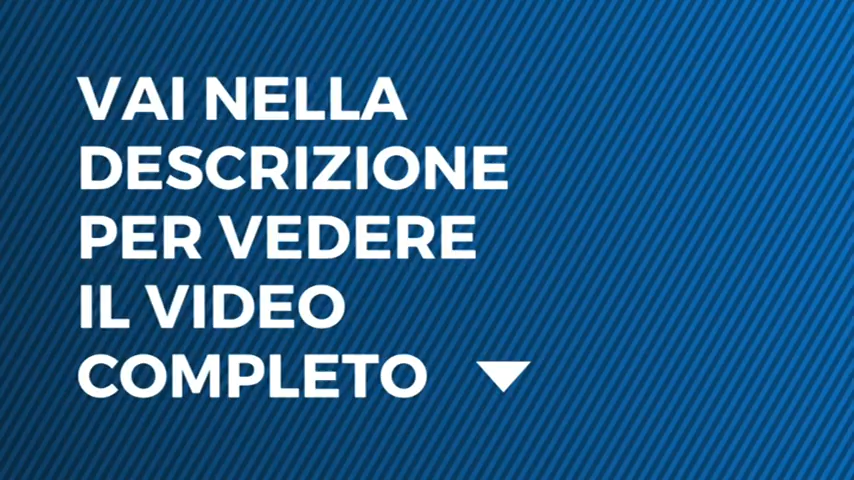 VAI NELLA
DESCRIZIONE
PER VEDERE
IL VIDEO
COMPLETO